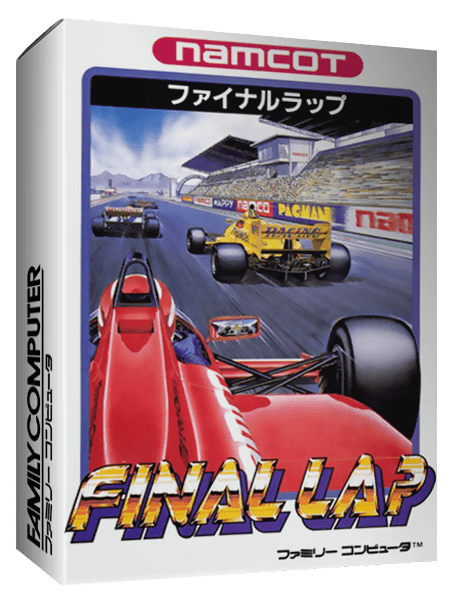 namcoT
ファイナルラップ
HAPPY
namco
PACMAN
namco
RACING
FINAL LAP
ファミリー コンピュータ™
FAMILY COMPUTER
ファミリー コンピュータ